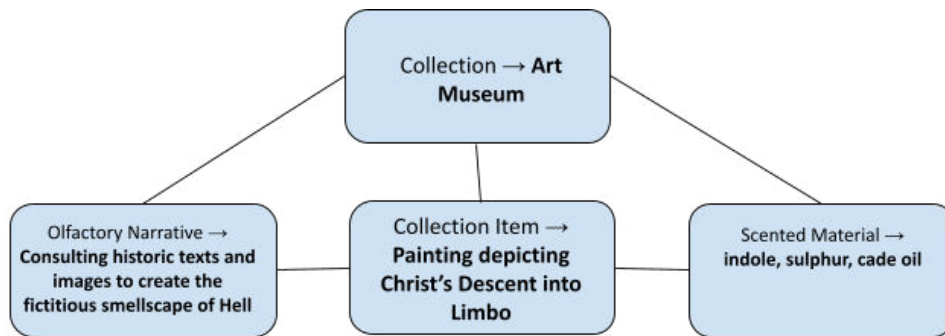 Collection → Art
Museum
Olfactory Narrative →
Consulting historic texts and
images to create the
fictitious smellscape of Hell
Collection Item →
Painting depicting
Christ’s Descent into
Limbo
Scented Material →
indole, sulphur, cade oil